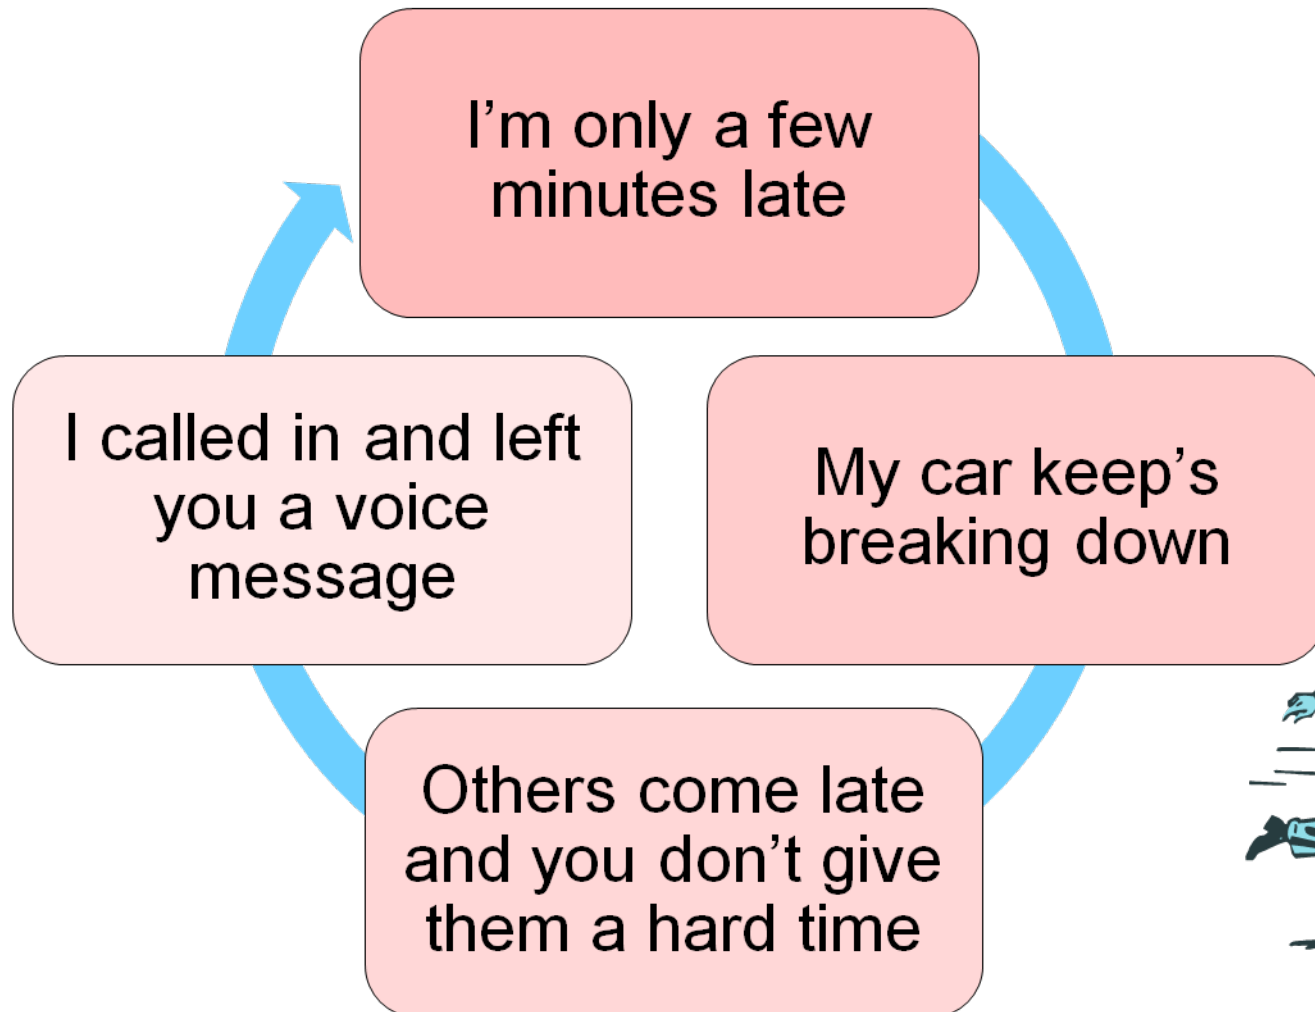 I’m only a few
minutes late
My car keep’s
breaking down
Others come late
and you don’t give
them a hard time
I called in and left
you a voice
message